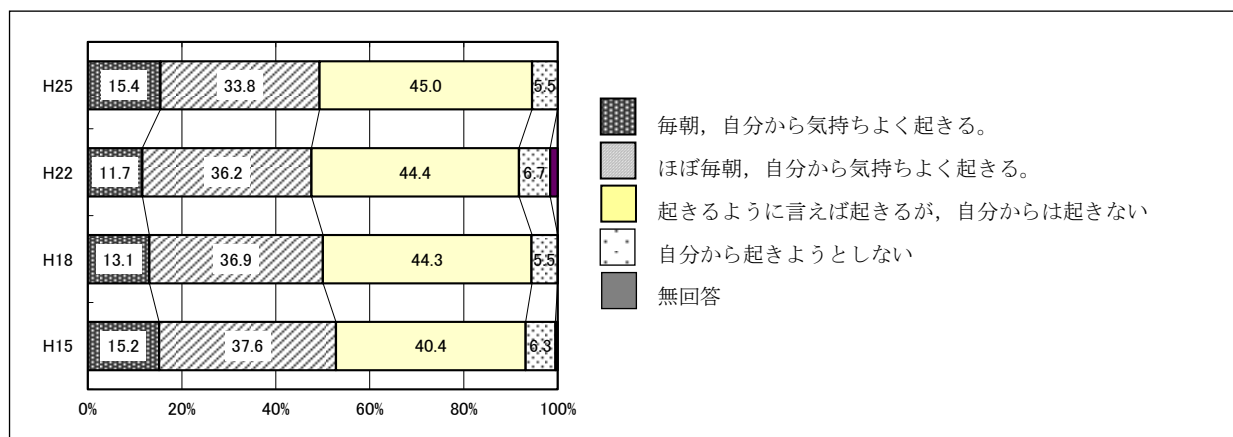 H25 15.4 33.8 45.0 5.5
H22 11.7 36.2 44.4 6.7
H18 13.1 36.9 44.3 5.5
H15 15.2 37.6 40.4 6.3
0% 20% 40% 60% 80% 100%
毎朝，自分から気持ちよく起きる。
ほぼ毎朝，自分から気持ちよく起きる。
起きるように言えば起きるが，自分からは起きない
自分から起きようとしない
無回答